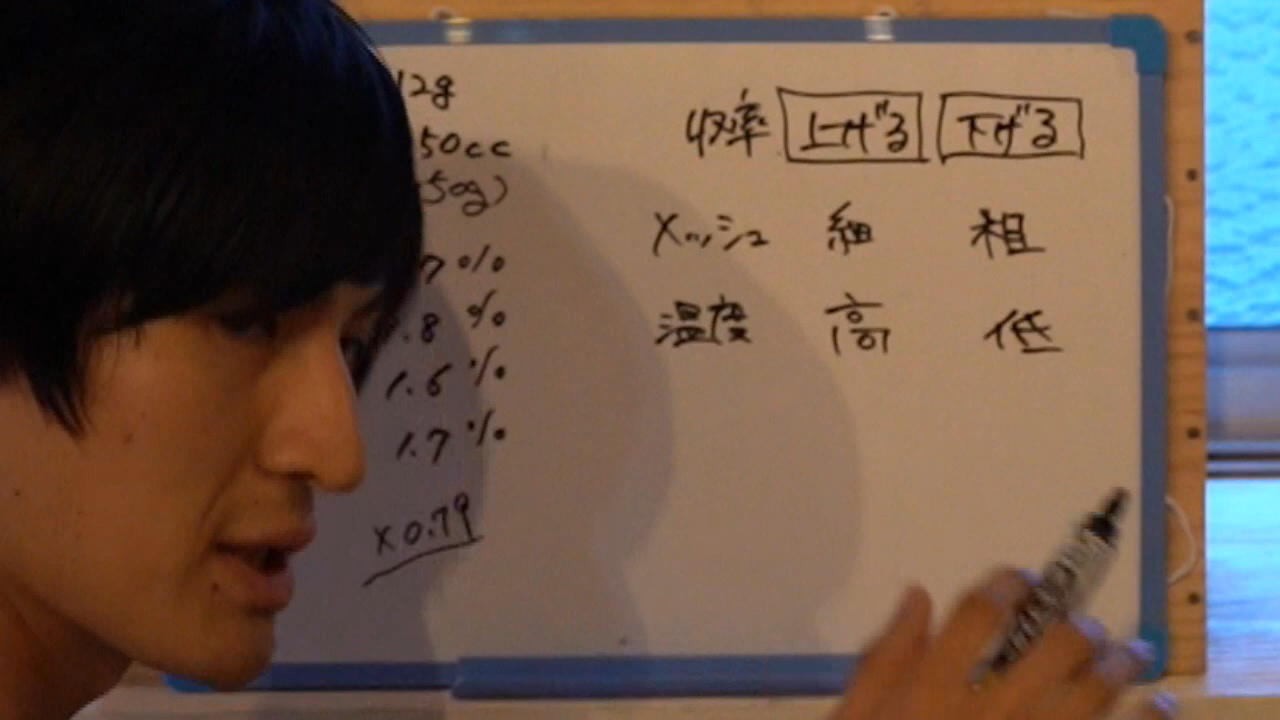 12g
50cc
50g)
7%
.8%
1.6%
1.7%
×0.79
収率 上げる 下げる
メッシュ 細 粗
温度 高 低